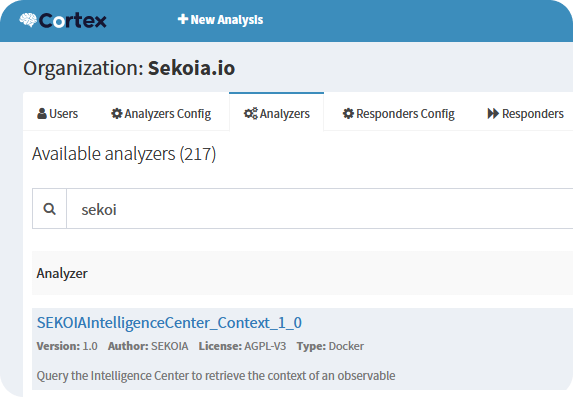 Cortex + New Analysis
Organization: Sekoia.io
Users Analyzers Config Analyzers Responders Config Responders
Available analyzers (217)
sekoi
Analyzer
SEKOIAIntelligenceCenter_Context_1_0
Version: 1.0 Author: SEKOIA License: AGPL-V3 Type: Docker
Query the Intelligence Center to retrieve the context of an observable